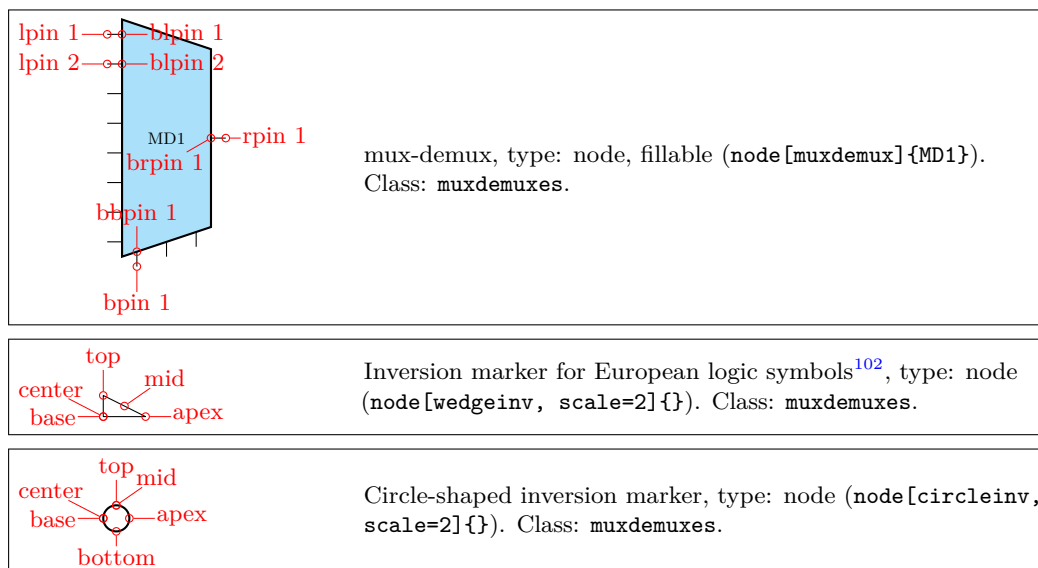 lpin 1 blpin 1
lpin 2 blpin 2
MD1 rpin 1
brpin 1
bbpin 1
bpin 1
mux-demux, type: node, fillable (node[muxdemux]{MD1}).
Class: muxdemuxes.
top
center mid
base apex
Inversion marker for European logic symbols102, type: node
(node[wedgeinv, scale=2]{}). Class: muxdemuxes.
top mid
center
base apex
bottom
Circle-shaped inversion marker, type: node (node[circleinv,
scale=2]{}). Class: muxdemuxes.